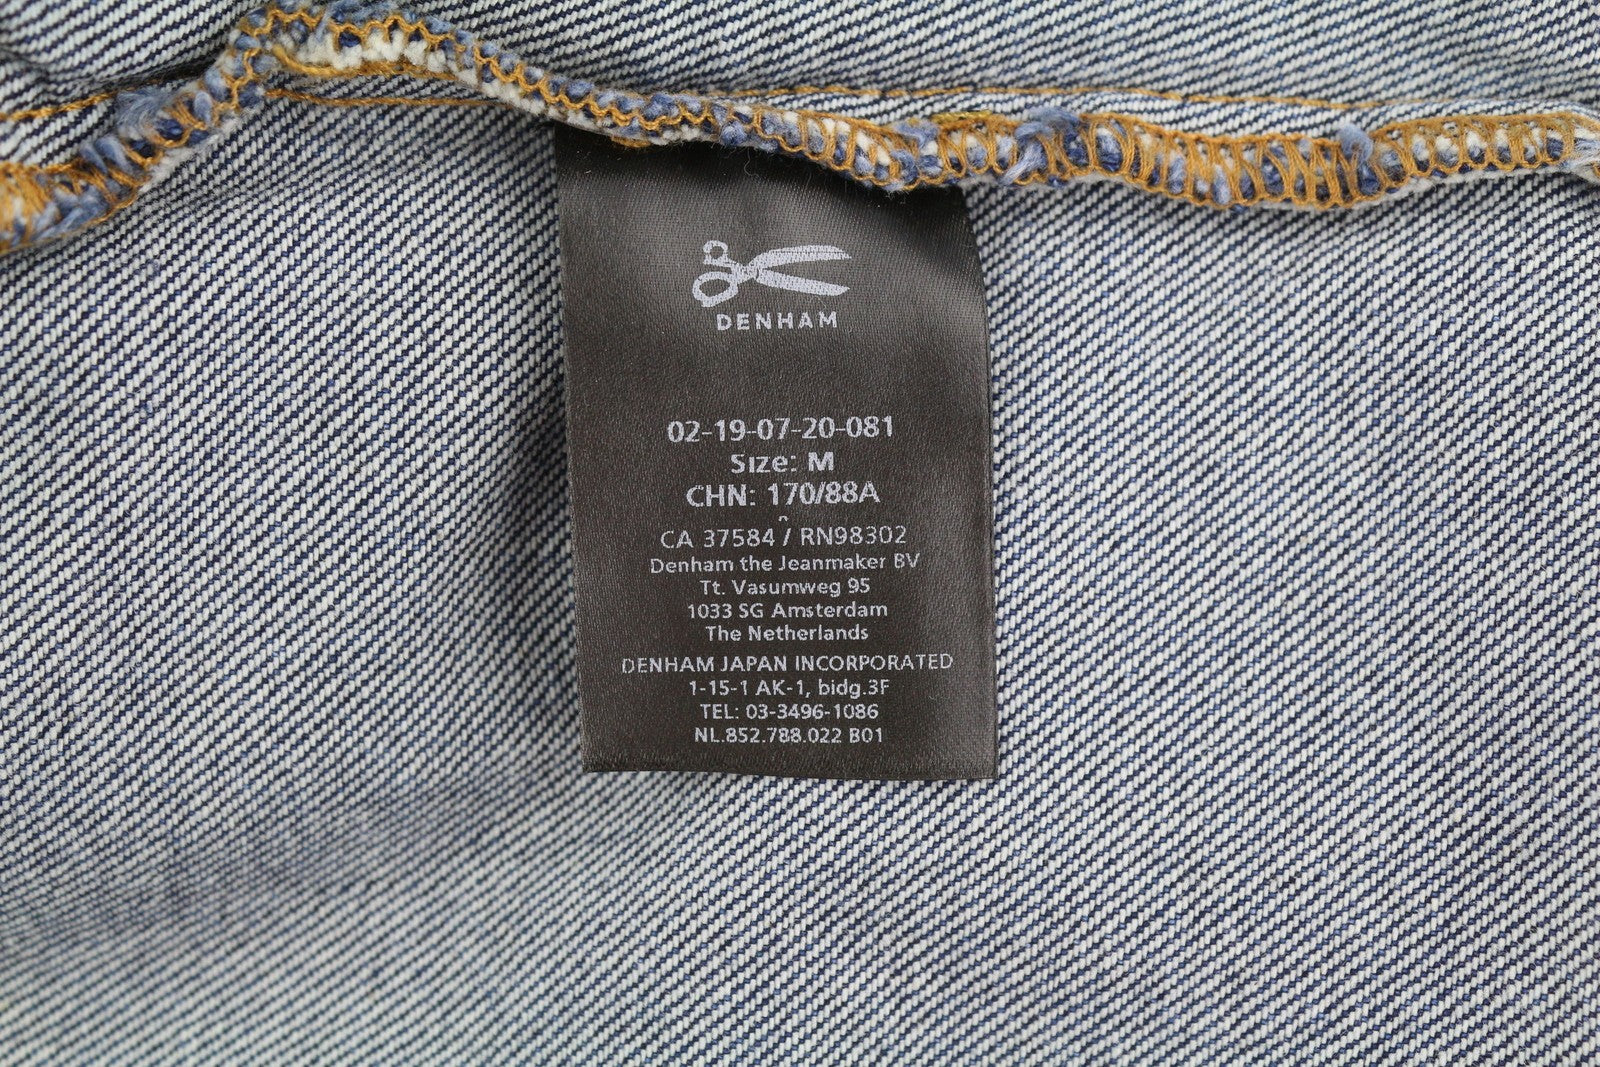 DENHAM
02-19-07-20-081
Size: M
CHN: 170/88A
CA 37584 / RN98302
Denham the Jeanmaker BV
Tt. Vasumweg 95
1033 SG Amsterdam
The Netherlands
DENHAM JAPAN INCORPORATED
1-15-1 AK-1, bidg.3F
TEL: 03-3496-1086
NL.852.788.022 B01